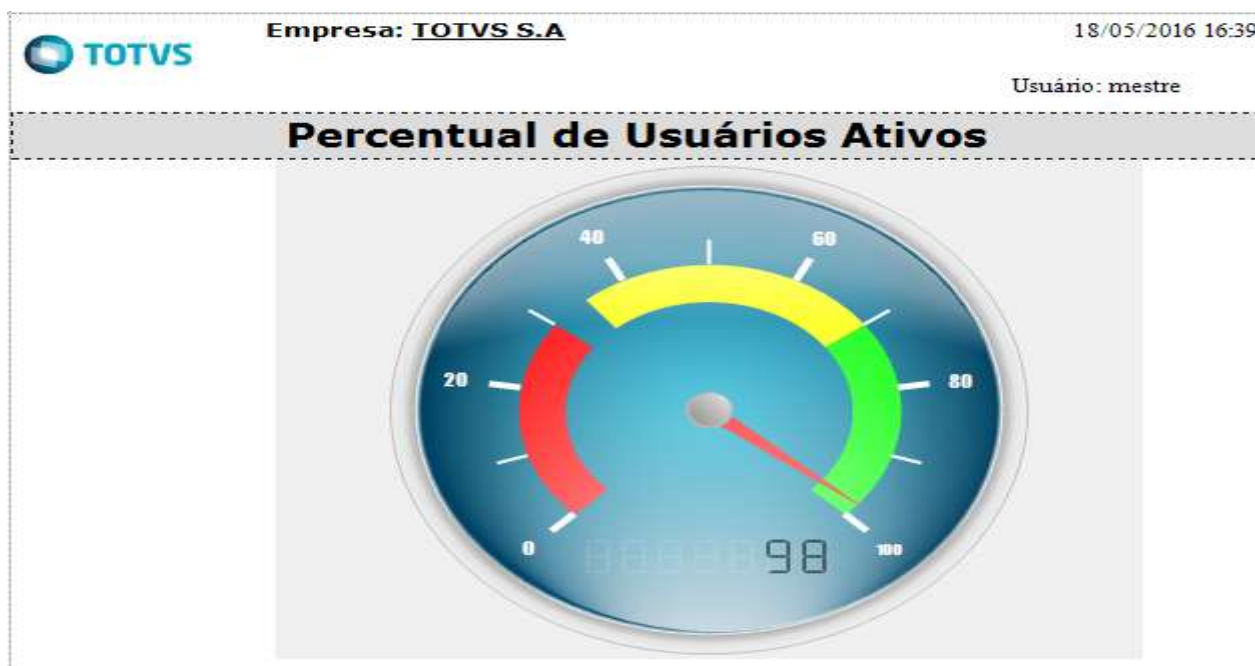 TOTVS
Empresa: TOTVS S.A
18/05/2016 16:39
Usuário: mestre
Percentual de Usuários Ativos
40
60
20
80
0
98
100